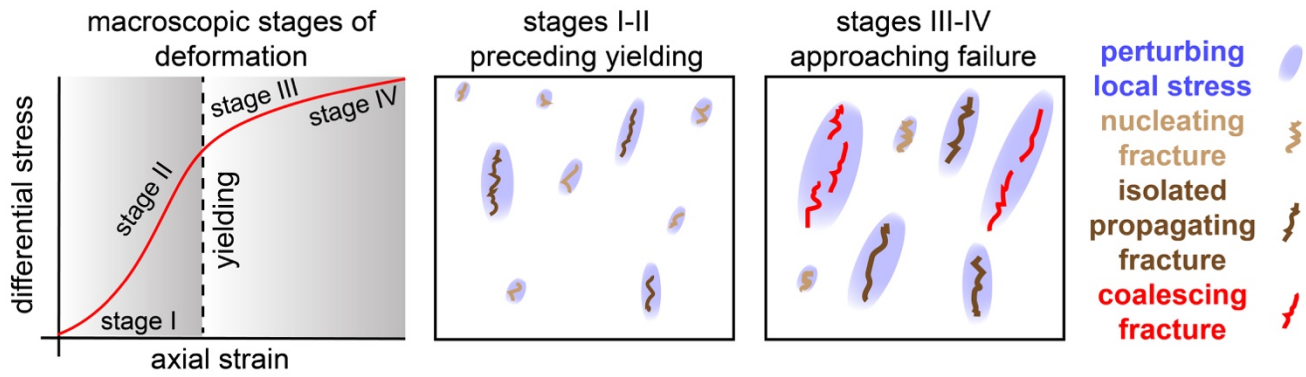 macroscopic stages of
deformation
differential stress
stage I
stage II
yielding
stage III
stage IV
axial strain
stages I-II
preceding yielding
stages III-IV
approaching failure
perturbing
local stress
nucleating
fracture
isolated
propagating
fracture
coalescing
fracture